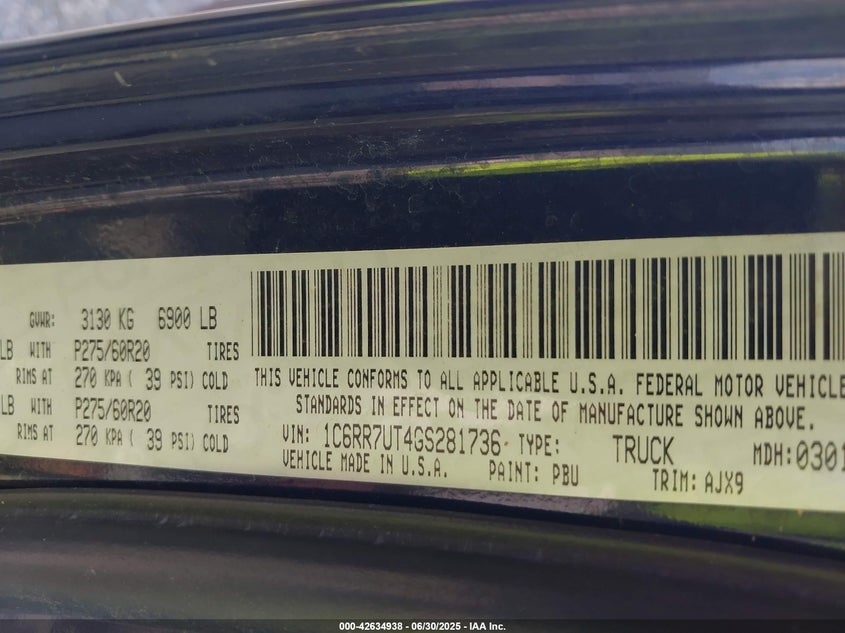 GVWR: 3130 KG 6900 LB
LB WITH P275/60R20 TIRES
RIMS AT 270 KPA ( 39 PSI) COLD
LB WITH P275/60R20 TIRES
RIMS AT 270 KPA ( 39 PSI) COLD
THIS VEHICLE CONFORMS TO ALL APPLICABLE U.S.A. FEDERAL MOTOR VEHICLE
STANDARDS IN EFFECT ON THE DATE OF MANUFACTURE SHOWN ABOVE.
VIN: 1C6RR7UT4GS281736 TYPE: TRUCK MDH:0301
VEHICLE MADE IN U.S.A. PAINT: PBU TRIM: AJX9
000-42634938 - 06/30/2025 - IAA Inc.